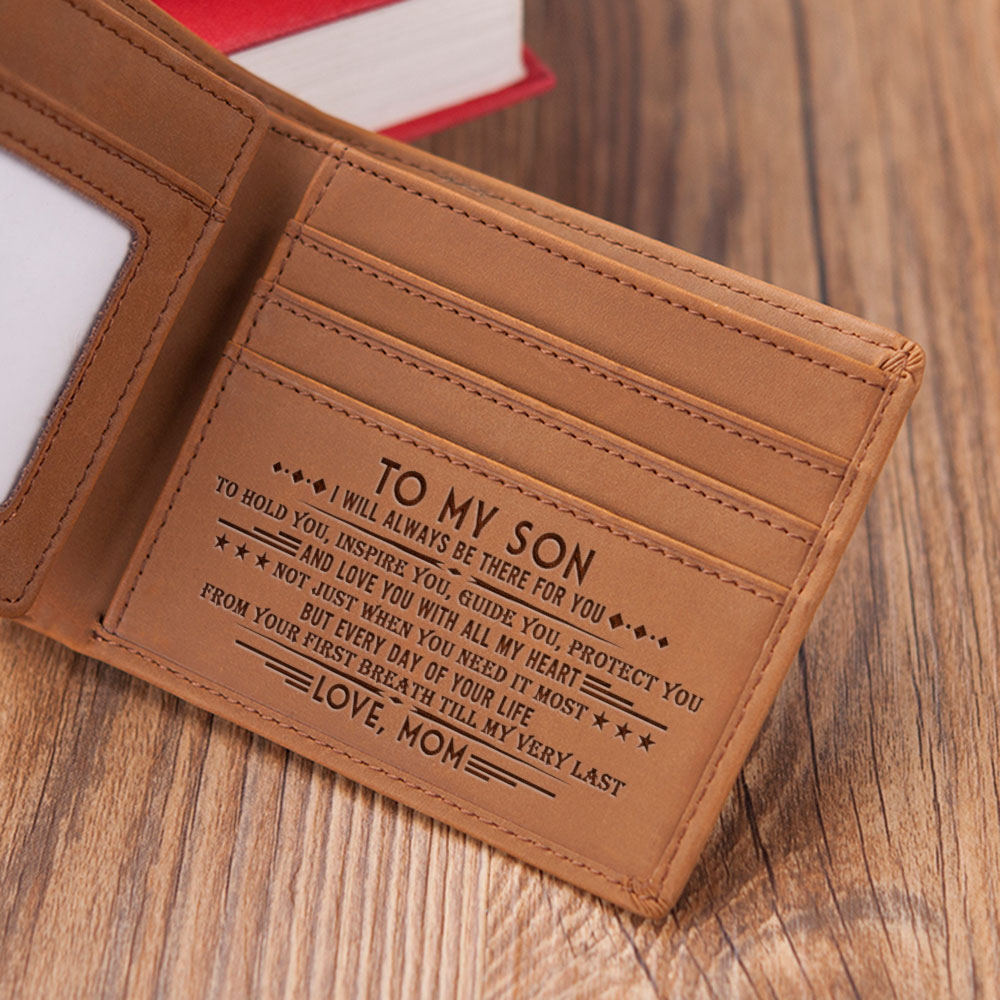 TO MY SON
I WILL ALWAYS BE THERE FOR YOU
TO HOLD YOU, INSPIRE YOU, GUIDE YOU, PROTECT YOU
AND LOVE YOU WITH ALL MY HEART
NOT JUST WHEN YOU NEED IT MOST
BUT EVERY DAY OF YOUR LIFE
FROM YOUR FIRST BREATH TILL MY VERY LAST
LOVE, MOM